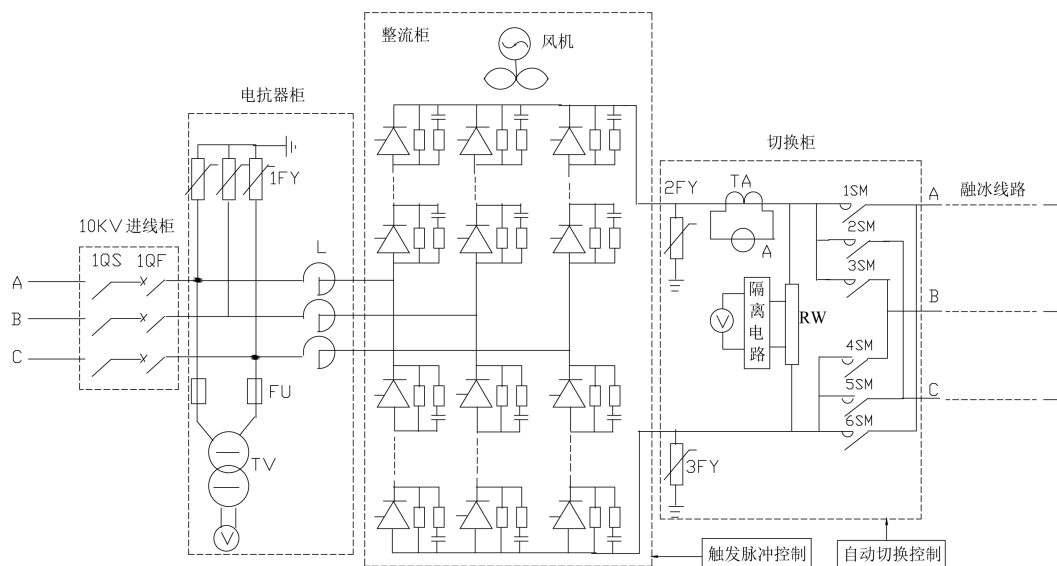 整流柜
风机
电抗器柜
切换柜
1FY
2FY
TA
1SM
A
融冰线路
10KV 进线柜
1QS 1QF
L
2SM
A
3SM
A
隔离电路
RW
B
B
V
C
4SM
5SM
C
FU
6SM
TV
3FY
V
触发脉冲控制
自动切换控制